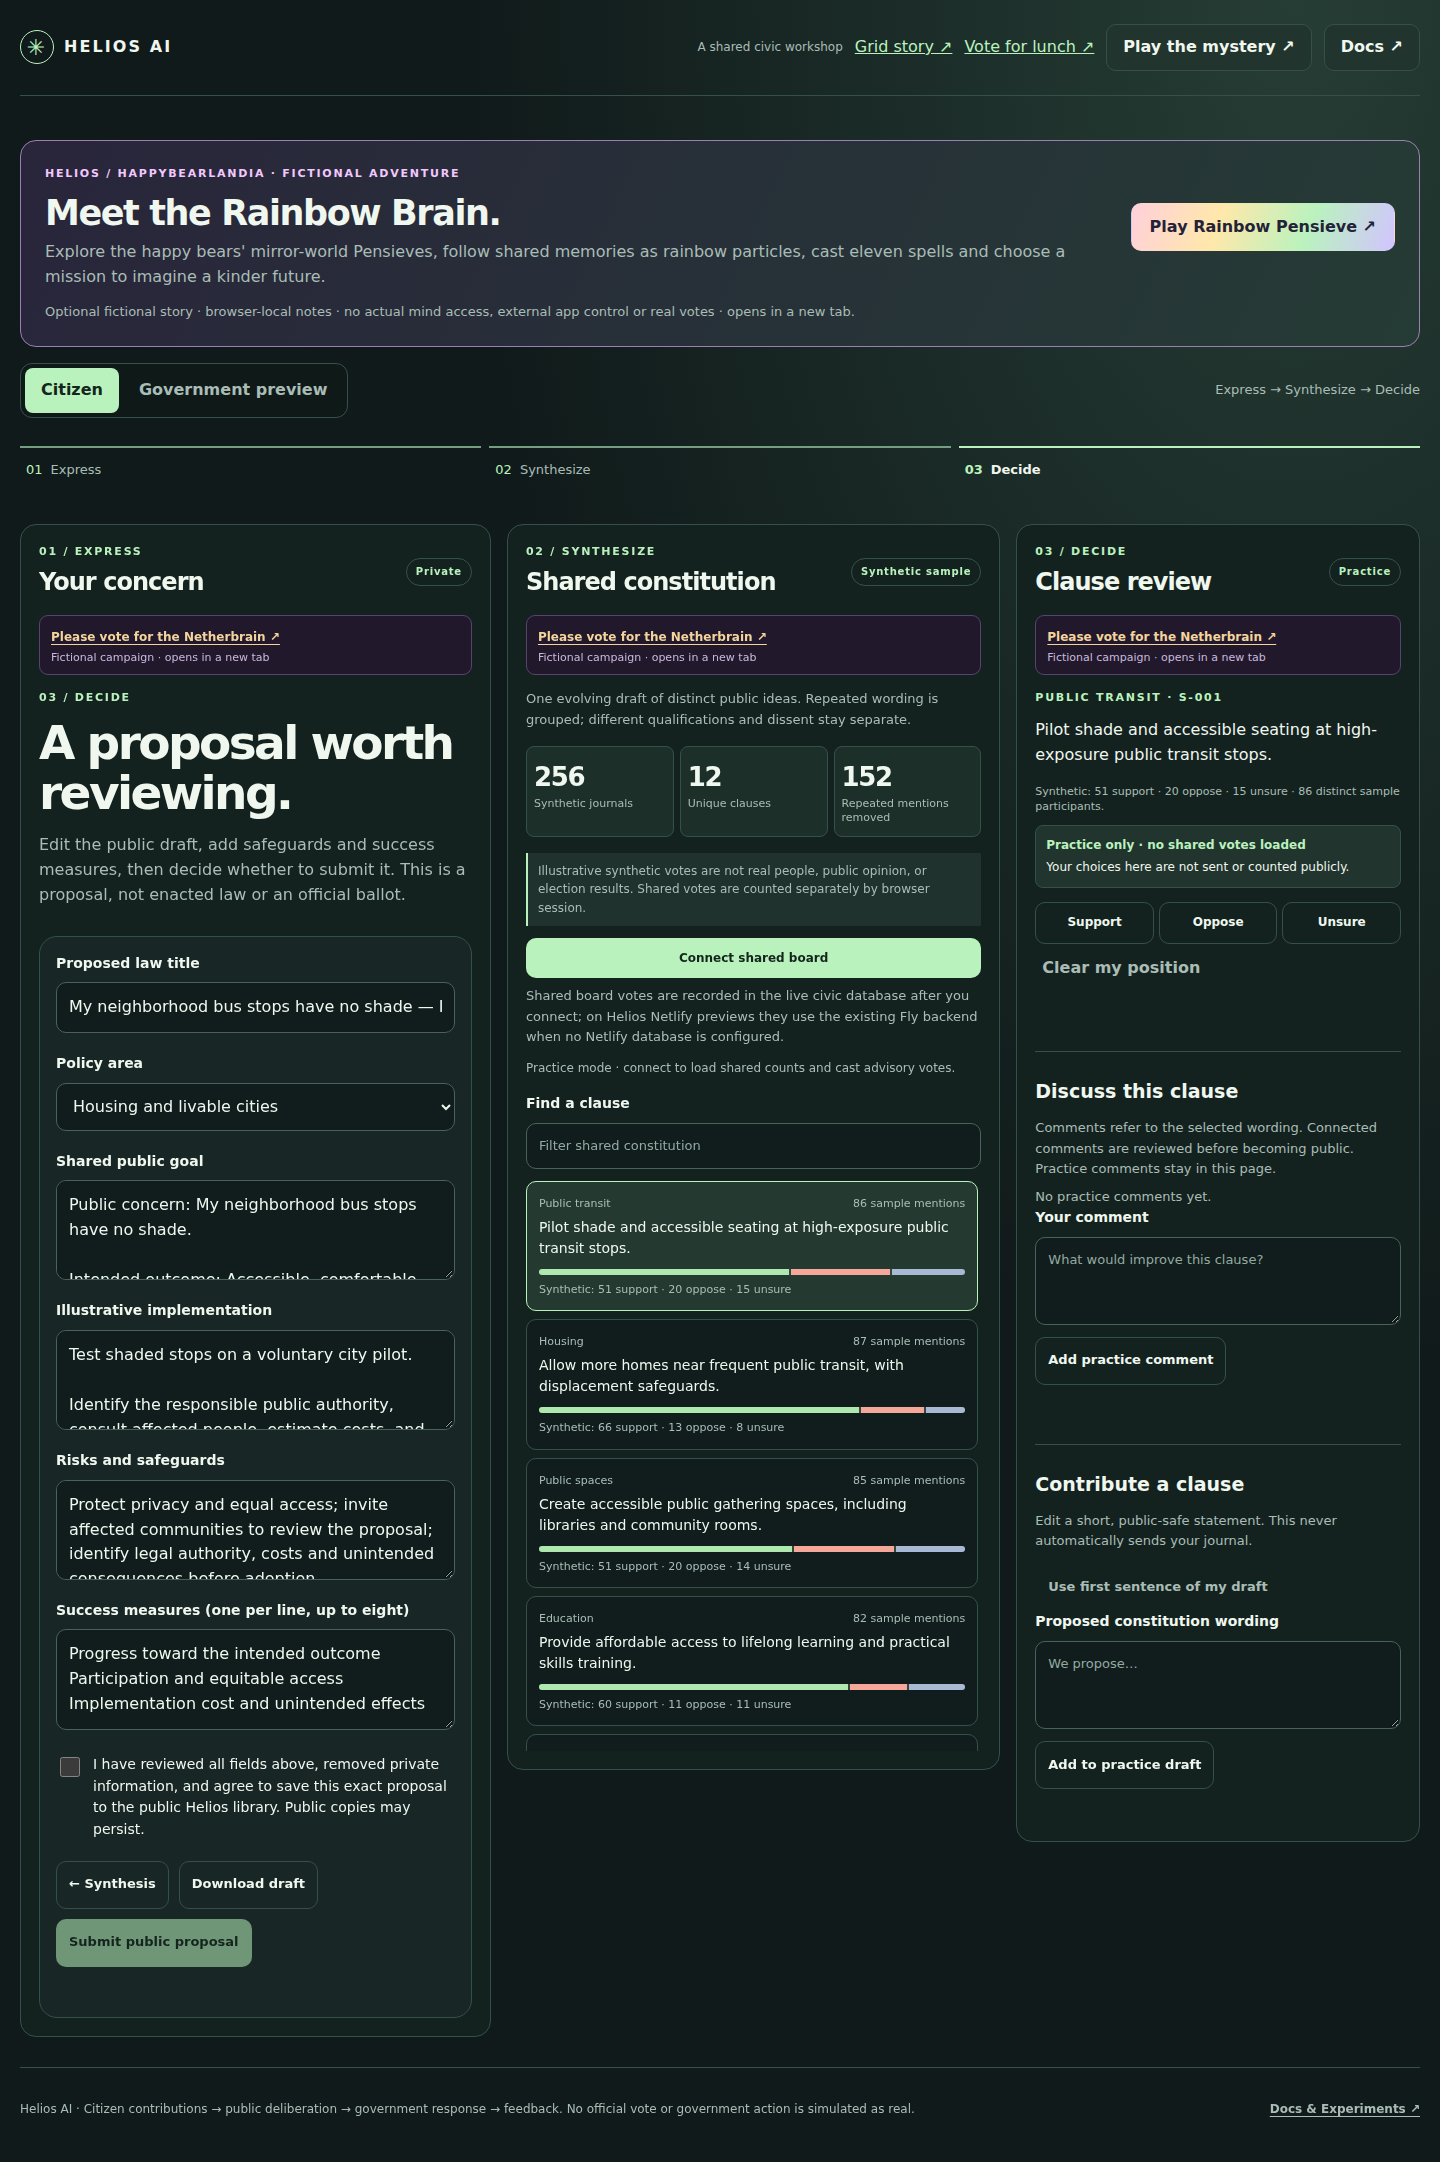 HELIOS AI
A shared civic workshop
Grid story ↗
Vote for lunch ↗
Play the mystery ↗
Docs ↗
HELIOS / HAPPYBEARLANDIA · FICTIONAL ADVENTURE
Meet the Rainbow Brain.
Explore the happy bears' mirror-world Pensieves, follow shared memories as rainbow particles, cast eleven spells and choose a
mission to imagine a kinder future.
Optional fictional story · browser-local notes · no actual mind access, external app control or real votes · opens in a new tab.
Play Rainbow Pensieve ↗
Citizen
Government preview
Express → Synthesize → Decide
01 Express
02 Synthesize
03 Decide
01 / EXPRESS
Your concern
Private
Please vote for the Netherbrain ↗
Fictional campaign · opens in a new tab
03 / DECIDE
A proposal worth
reviewing.
Edit the public draft, add safeguards and success
measures, then decide whether to submit it. This is a
proposal, not enacted law or an official ballot.
Proposed law title
My neighborhood bus stops have no shade — I
Policy area
Housing and livable cities
Shared public goal
Public concern: My neighborhood bus stops
have no shade.
Intended outcome: Accessible, comfortable
Illustrative implementation
Test shaded stops on a voluntary city pilot.
Identify the responsible public authority,
consult affected people, estimate costs, and
Risks and safeguards
Protect privacy and equal access; invite
affected communities to review the proposal;
identify legal authority, costs and unintended
consequences before adoption.
Success measures (one per line, up to eight)
Progress toward the intended outcome
Participation and equitable access
Implementation cost and unintended effects
I have reviewed all fields above, removed private
information, and agree to save this exact proposal
to the public Helios library. Public copies may
persist.
← Synthesis
Download draft
Submit public proposal
02 / SYNTHESIZE
Shared constitution
Synthetic sample
Please vote for the Netherbrain ↗
Fictional campaign · opens in a new tab
One evolving draft of distinct public ideas. Repeated wording is
grouped; different qualifications and dissent stay separate.
256
Synthetic journals
12
Unique clauses
152
Repeated mentions
removed
Illustrative synthetic votes are not real people, public opinion, or
election results. Shared votes are counted separately by browser
session.
Connect shared board
Shared board votes are recorded in the live civic database after you
connect; on Helios Netlify previews they use the existing Fly backend
when no Netlify database is configured.
Practice mode · connect to load shared counts and cast advisory votes.
Find a clause
Filter shared constitution
Public transit
86 sample mentions
Pilot shade and accessible seating at high-exposure public
transit stops.
Synthetic: 51 support · 20 oppose · 15 unsure
Housing
87 sample mentions
Allow more homes near frequent public transit, with
displacement safeguards.
Synthetic: 66 support · 13 oppose · 8 unsure
Public spaces
85 sample mentions
Create accessible public gathering spaces, including
libraries and community rooms.
Synthetic: 51 support · 20 oppose · 14 unsure
Education
82 sample mentions
Provide affordable access to lifelong learning and practical
skills training.
Synthetic: 60 support · 11 oppose · 11 unsure
03 / DECIDE
Clause review
Practice
Please vote for the Netherbrain ↗
Fictional campaign · opens in a new tab
PUBLIC TRANSIT · S-001
Pilot shade and accessible seating at high-
exposure public transit stops.
Synthetic: 51 support · 20 oppose · 15 unsure · 86 distinct sample
participants.
Practice only · no shared votes loaded
Your choices here are not sent or counted publicly.
Support
Oppose
Unsure
Clear my position
Discuss this clause
Comments refer to the selected wording. Connected
comments are reviewed before becoming public.
Practice comments stay in this page.
No practice comments yet.
Your comment
What would improve this clause?
Add practice comment
Contribute a clause
Edit a short, public-safe statement. This never
automatically sends your journal.
Use first sentence of my draft
Proposed constitution wording
We propose…
Add to practice draft
Helios AI · Citizen contributions → public deliberation → government response → feedback. No official vote or government action is simulated as real.
Docs & Experiments ↗